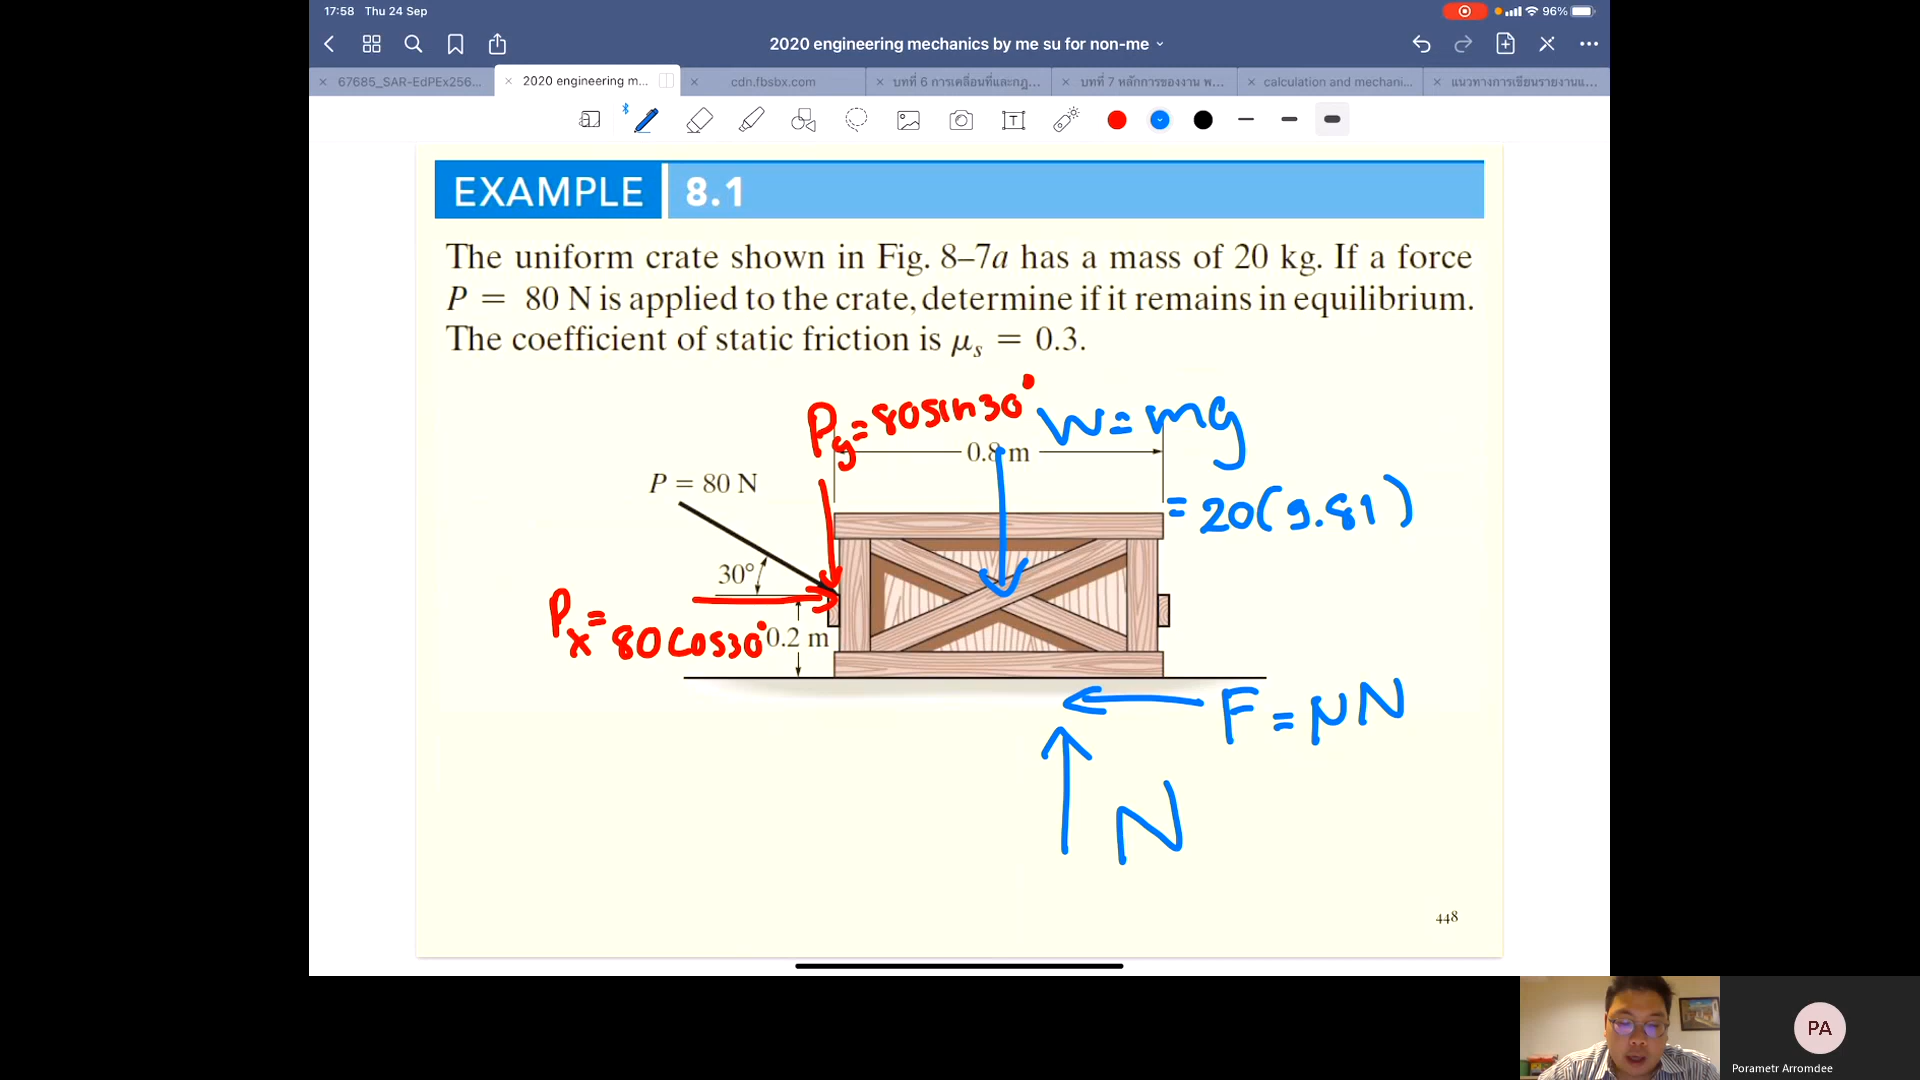 17:58 Thu 24 Sep
96%
2020 engineering mechanics by me su for non-me
67685_SAR-EdPEx256...
2020 engineering m...
cdn.fbsbx.com
บทที่ 6 การเคลื่อนที่และกฎ...
บทที่ 7 หลักการของงาน พ...
calculation and mechani...
แนวทางการเขียนรายงานแ...
EXAMPLE 8.1
The uniform crate shown in Fig. 8–7a has a mass of 20 kg. If a force
P = 80 N is applied to the crate, determine if it remains in equilibrium.
The coefficient of static friction is μs = 0.3.
Py = 80sin30°
W = mg
0.8 m
P = 80 N
= 20(9.81)
30°
Px = 80cos30°
0.2 m
F = μN
N
448
PA
Porametr Arromdee